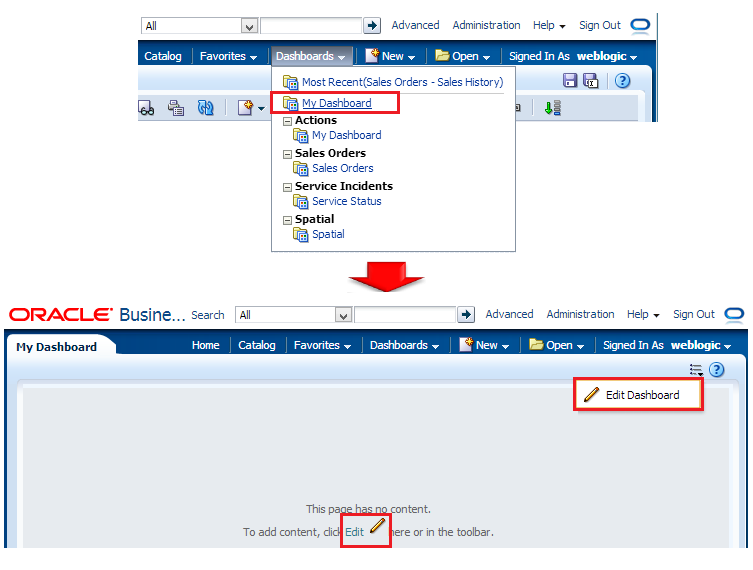 All
Advanced Administration Help Sign Out
Catalog Favorites Dashboards New Open Signed In As weblogic
Most Recent(Sales Orders - Sales History)
My Dashboard
Actions
My Dashboard
Sales Orders
Sales Orders
Service Incidents
Service Status
Spatial
Spatial
ORACLE Busine... Search All Advanced Administration Help Sign Out
My Dashboard Home Catalog Favorites Dashboards New Open Signed In As weblogic
Edit Dashboard
This page has no content.
To add content, click Edit here or in the toolbar.